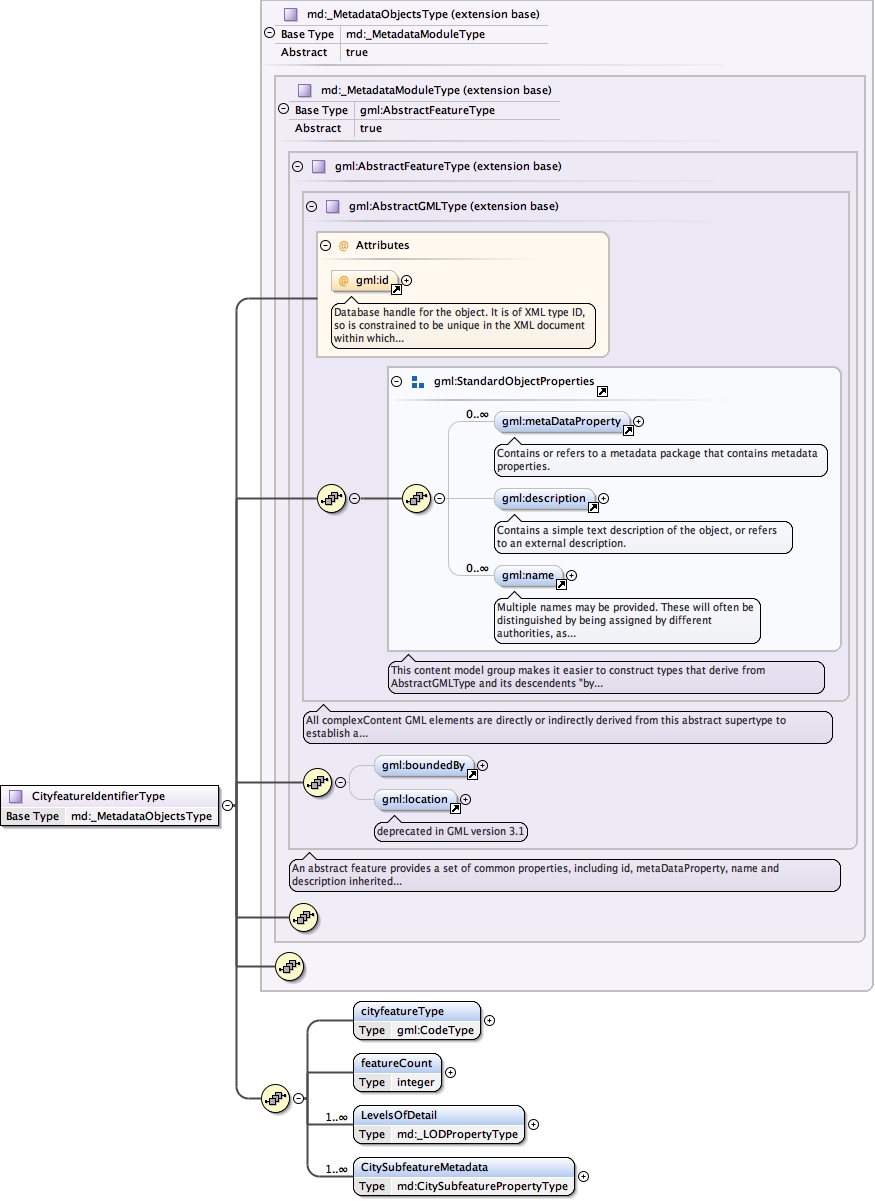 md:_MetadataObjectsType (extension base)
Base Type md:_MetadataModuleType
Abstract true
md:_MetadataModuleType (extension base)
Base Type gml:AbstractFeatureType
Abstract true
gml:AbstractFeatureType (extension base)
gml:AbstractGMLType (extension base)
@ Attributes
@ gml:id
Database handle for the object. It is of XML type ID,
so is constrained to be unique in the XML document
within which...
gml:StandardObjectProperties
0..∞
gml:metaDataProperty
Contains or refers to a metadata package that contains metadata
properties.
gml:description
Contains a simple text description of the object, or refers
to an external description.
0..∞
gml:name
Multiple names may be provided. These will often be
distinguished by being assigned by different
authorities, as...
This content model group makes it easier to construct types that derive from
AbstractGMLType and its descendents "by...
All complexContent GML elements are directly or indirectly derived from this abstract supertype to
establish a...
gml:boundedBy
gml:location
deprecated in GML version 3.1
CityfeatureIdentifierType
Base Type md:_MetadataObjectsType
An abstract feature provides a set of common properties, including id, metaDataProperty, name and
description inherited...
cityfeatureType
Type gml:CodeType
featureCount
Type integer
1..∞
LevelsOfDetail
Type md:_LODPropertyType
1..∞
CitySubfeatureMetadata
Type md:CitySubfeaturePropertyType